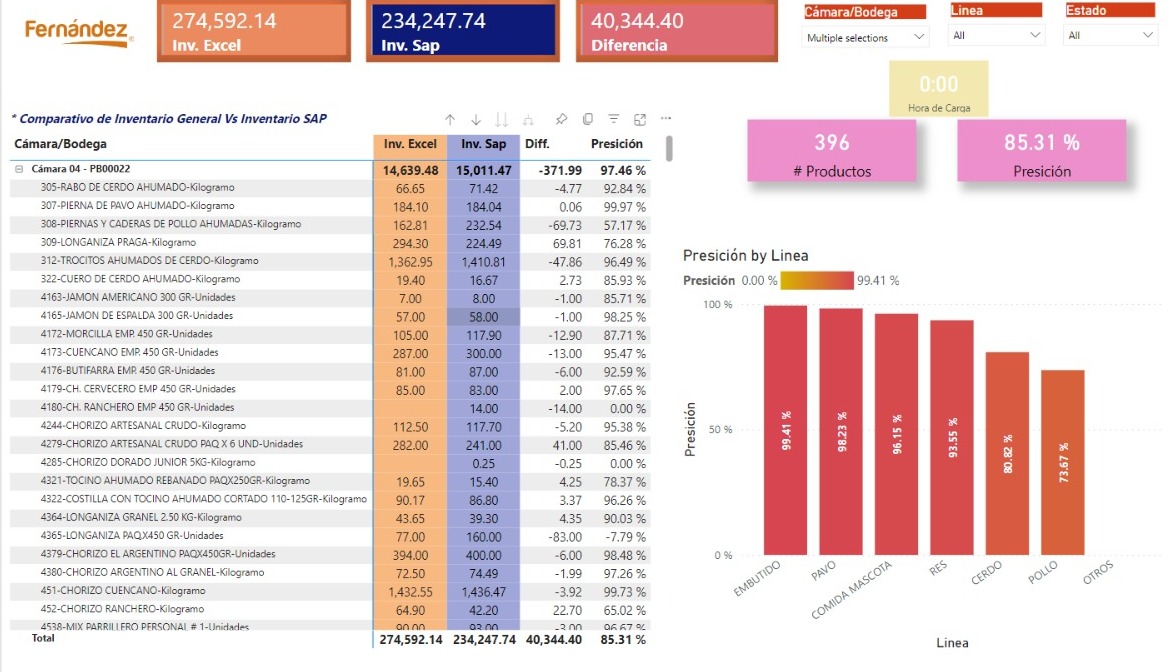 Fernández
274,592.14
Inv. Excel
234,247.74
Inv. Sap
40,344.40
Diferencia
Cámara/Bodega
Multiple selections
Linea
All
Estado
All
0:00
Hora de Carga
396
# Productos
85.31 %
Presición
* Comparativo de Inventario General Vs Inventario SAP
Cámara/Bodega Inv. Excel Inv. Sap Diff. Presición
Cámara 04 - PB00022 14,639.48 15,011.47 -371.99 97.46 %
305-RABO DE CERDO AHUMADO-Kilogramo 66.65 71.42 -4.77 92.84 %
307-PIERNA DE PAVO AHUMADO-Kilogramo 184.10 184.04 0.06 99.97 %
308-PIERNAS Y CADERAS DE POLLO AHUMADAS-Kilogramo 162.81 232.54 -69.73 57.17 %
309-LONGANIZA PRAGA-Kilogramo 294.30 224.49 69.81 76.28 %
312-TROCITOS AHUMADOS DE CERDO-Kilogramo 1,362.95 1,410.81 -47.86 96.49 %
322-CUERO DE CERDO AHUMADO-Kilogramo 19.40 16.67 2.73 85.93 %
4163-JAMON AMERICANO 300 GR-Unidades 7.00 8.00 -1.00 85.71 %
4165-JAMON DE ESPALDA 300 GR-Unidades 57.00 58.00 -1.00 98.25 %
4172-MORCILLA EMP. 450 GR-Unidades 105.00 117.90 -12.90 87.71 %
4173-CUENCANO EMP. 450 GR-Unidades 287.00 300.00 -13.00 95.47 %
4176-BUTIFARRA EMP. 450 GR-Unidades 81.00 87.00 -6.00 92.59 %
4179-CH. CERVECERO EMP 450 GR-Unidades 85.00 83.00 2.00 97.65 %
4180-CH. RANCHERO EMP 450 GR-Unidades 14.00 -14.00 0.00 %
4244-CHORIZO ARTESANAL CRUDO-Kilogramo 112.50 117.70 -5.20 95.38 %
4279-CHORIZO ARTESANAL CRUDO PAQ X 6 UND-Unidades 282.00 241.00 41.00 85.46 %
4285-CHORIZO DORADO JUNIOR 5KG-Kilogramo 0.25 -0.25 0.00 %
4321-TOCINO AHUMADO REBANADO PAQX250GR-Kilogramo 19.65 15.40 4.25 78.37 %
4322-COSTILLA CON TOCINO AHUMADO CORTADO 110-125GR-Kilogramo 90.17 86.80 3.37 96.26 %
4364-LONGANIZA GRANEL 2.50 KG-Kilogramo 43.65 39.30 4.35 90.03 %
4365-LONGANIZA PAQ.X450 GR-Unidades 77.00 160.00 -83.00 -7.79 %
4379-CHORIZO EL ARGENTINO PAQX450GR-Unidades 394.00 400.00 -6.00 98.48 %
4380-CHORIZO ARGENTINO AL GRANEL-Kilogramo 72.50 74.49 -1.99 97.26 %
451-CHORIZO CUENCANO-Kilogramo 1,432.55 1,436.47 -3.92 99.73 %
452-CHORIZO RANCHERO-Kilogramo 64.90 42.20 22.70 65.02 %
4538-MIX PARRILLERO PERSONAL # 1-Unidades 90.00 93.00 -3.00 96.67 %
Total 274,592.14 234,247.74 40,344.40 85.31 %
Presición by Linea
Presición 0.00 % 99.41 %
100 %
50 %
0 %
Presición
99.41 %
98.23 %
96.15 %
93.55 %
80.82 %
73.67 %
EMBUTIDO
PAVO
COMIDA MASCOTA
RES
CERDO
POLLO
OTROS
Linea